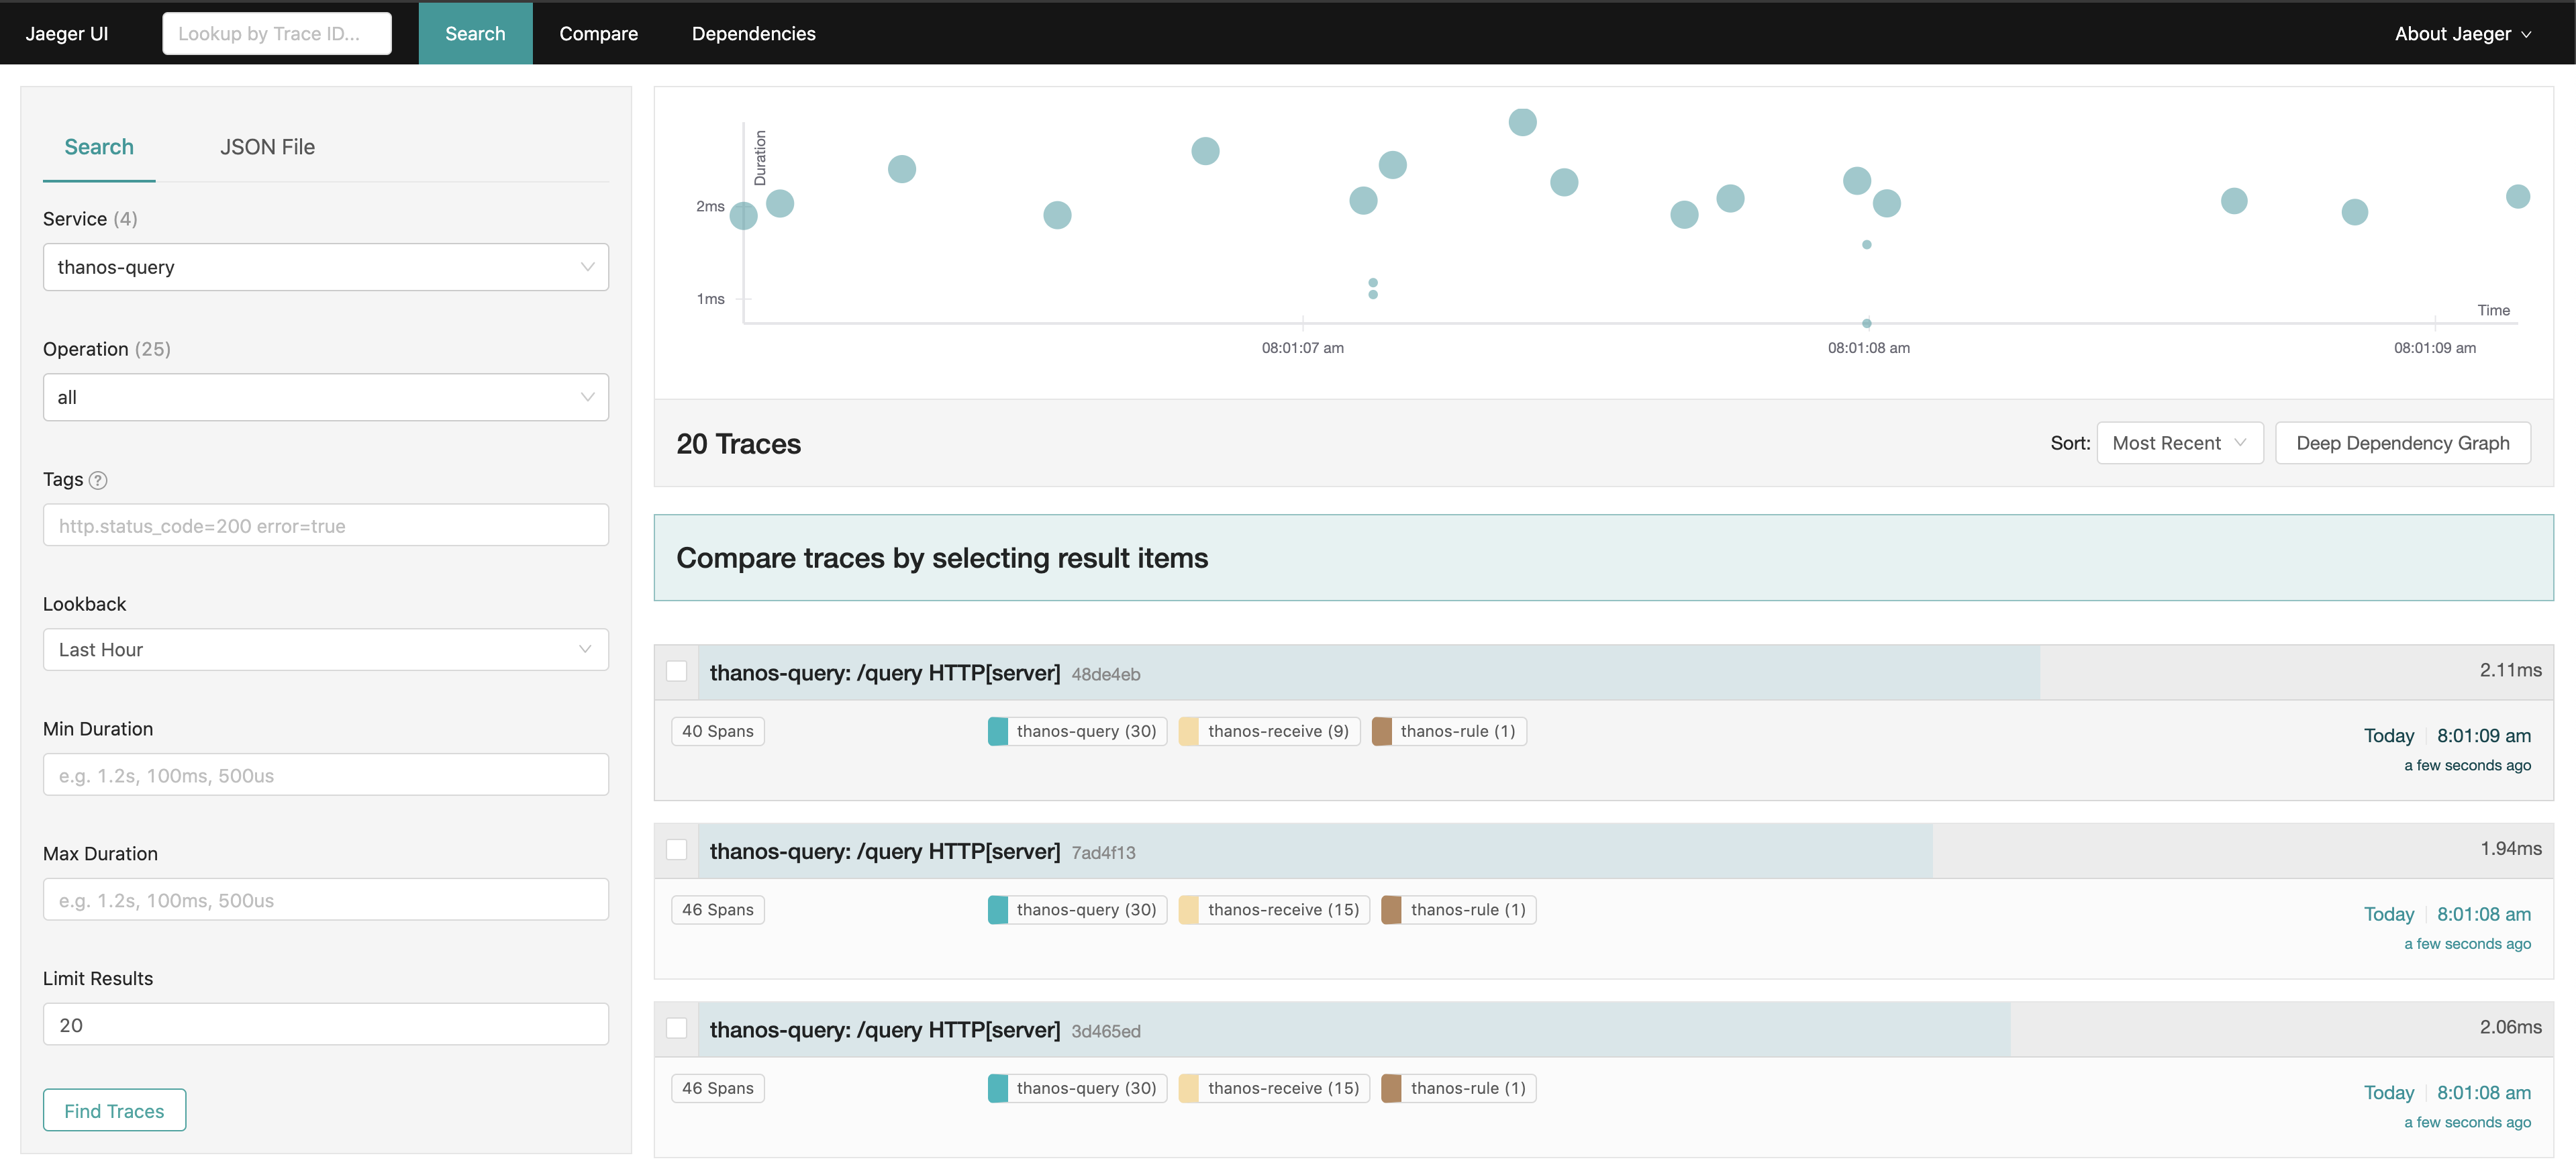 Jaeger UI
Lookup by Trace ID...
Search
Compare
Dependencies
About Jaeger
Search
JSON File
Service (4)
thanos-query
Operation (25)
all
Tags ?
http.status_code=200 error=true
Lookback
Last Hour
Min Duration
e.g. 1.2s, 100ms, 500us
Max Duration
e.g. 1.2s, 100ms, 500us
Limit Results
20
Find Traces
Duration
2ms
1ms
Time
08:01:07 am
08:01:08 am
08:01:09 am
20 Traces
Sort: Most Recent
Deep Dependency Graph
Compare traces by selecting result items
thanos-query: /query HTTP[server] 48de4eb
2.11ms
40 Spans
thanos-query (30)
thanos-receive (9)
thanos-rule (1)
Today 8:01:09 am
a few seconds ago
thanos-query: /query HTTP[server] 7ad4f13
1.94ms
46 Spans
thanos-query (30)
thanos-receive (15)
thanos-rule (1)
Today 8:01:08 am
a few seconds ago
thanos-query: /query HTTP[server] 3d465ed
2.06ms
46 Spans
thanos-query (30)
thanos-receive (15)
thanos-rule (1)
Today 8:01:08 am
a few seconds ago